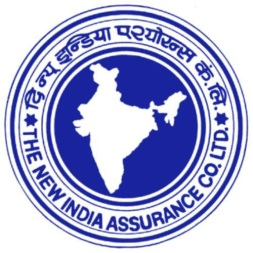 दि न्यू इन्डिया एश्योरन्स कं.लि.
THE NEW INDIA ASSURANCE CO. LTD.